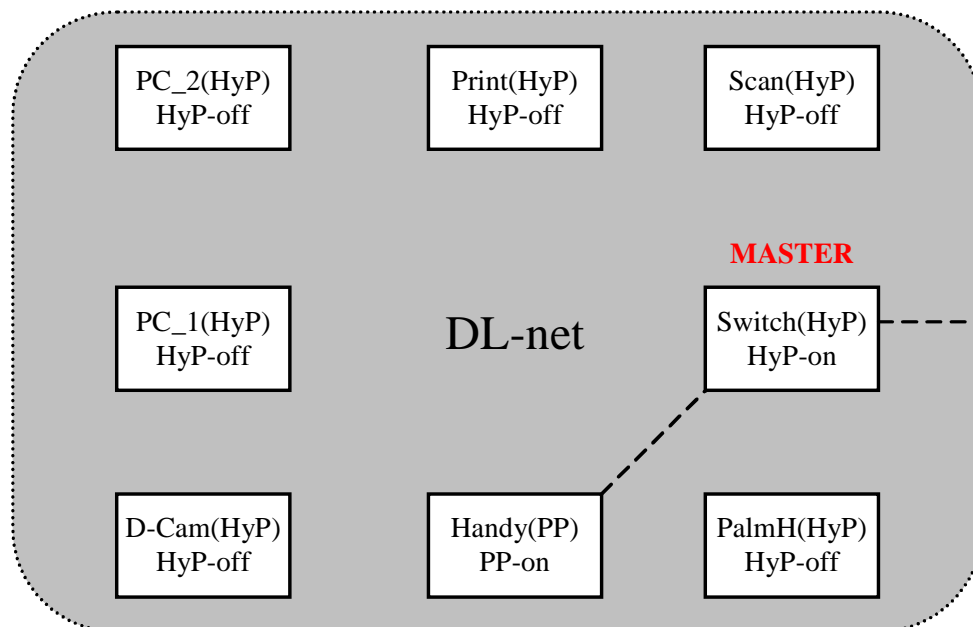 PC_2(HyP)
HyP-off
Print(HyP)
HyP-off
Scan(HyP)
HyP-off
MASTER
PC_1(HyP)
HyP-off
DL-net
Switch(HyP)
HyP-on
D-Cam(HyP)
HyP-off
Handy(PP)
PP-on
PalmH(HyP)
HyP-off